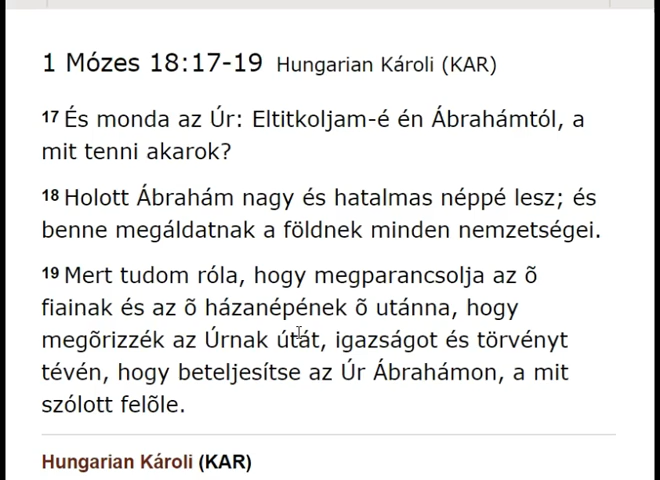 1 Mózes 18:17-19 Hungarian Károli (KAR)
17 És monda az Úr: Eltitkoljam-é én Ábrahámtól, a
mit tenni akarok?
18 Holott Ábrahám nagy és hatalmas néppé lesz; és
benne megáldatnak a földnek minden nemzetségei.
19 Mert tudom róla, hogy megparancsolja az õ
fiainak és az õ házanépének õ utánna, hogy
megõrizzék az Úrnak útát, igazságot és törvényt
tévén, hogy beteljesítse az Úr Ábrahámon, a mit
szólott felõle.
Hungarian Károli (KAR)